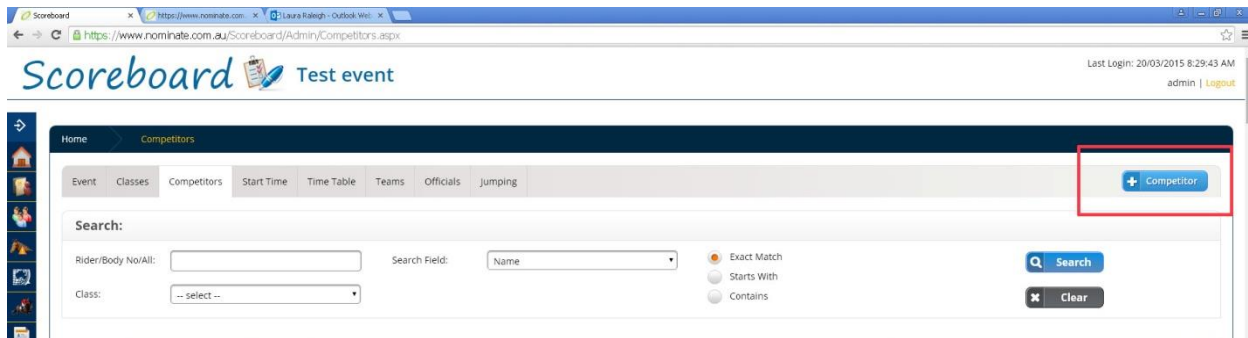 Scoreboard
https://www.nominate.com
Laura Raleigh - Outlook Web
https://www.nominate.com.au/Scoreboard/Admin/Competitors.aspx
Scoreboard Test event
Last Login: 20/03/2015 8:29:43 AM
admin | Logout
Home Competitors
Event Classes Competitors Start Time Time Table Teams Officials Jumping
Competitor
Search:
Rider/Body No/All: Search Field: Name Exact Match Search
Starts With
Class: -- select -- Contains Clear